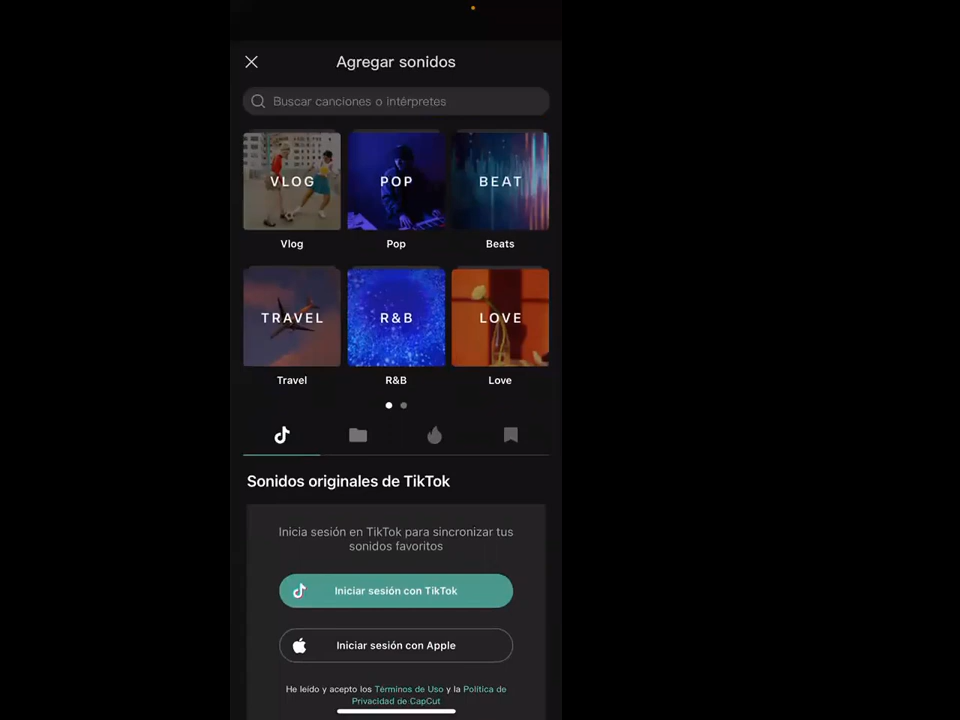 Agregar sonidos
Buscar canciones o intérpretes
VLOG
POP
BEAT
Vlog
Pop
Beats
TRAVEL
R&B
LOVE
Travel
R&B
Love
Sonidos originales de TikTok
Inicia sesión en TikTok para sincronizar tus
sonidos favoritos
Iniciar sesión con TikTok
Iniciar sesión con Apple
He leído y acepto los Términos de Uso y la Política de
Privacidad de CapCut